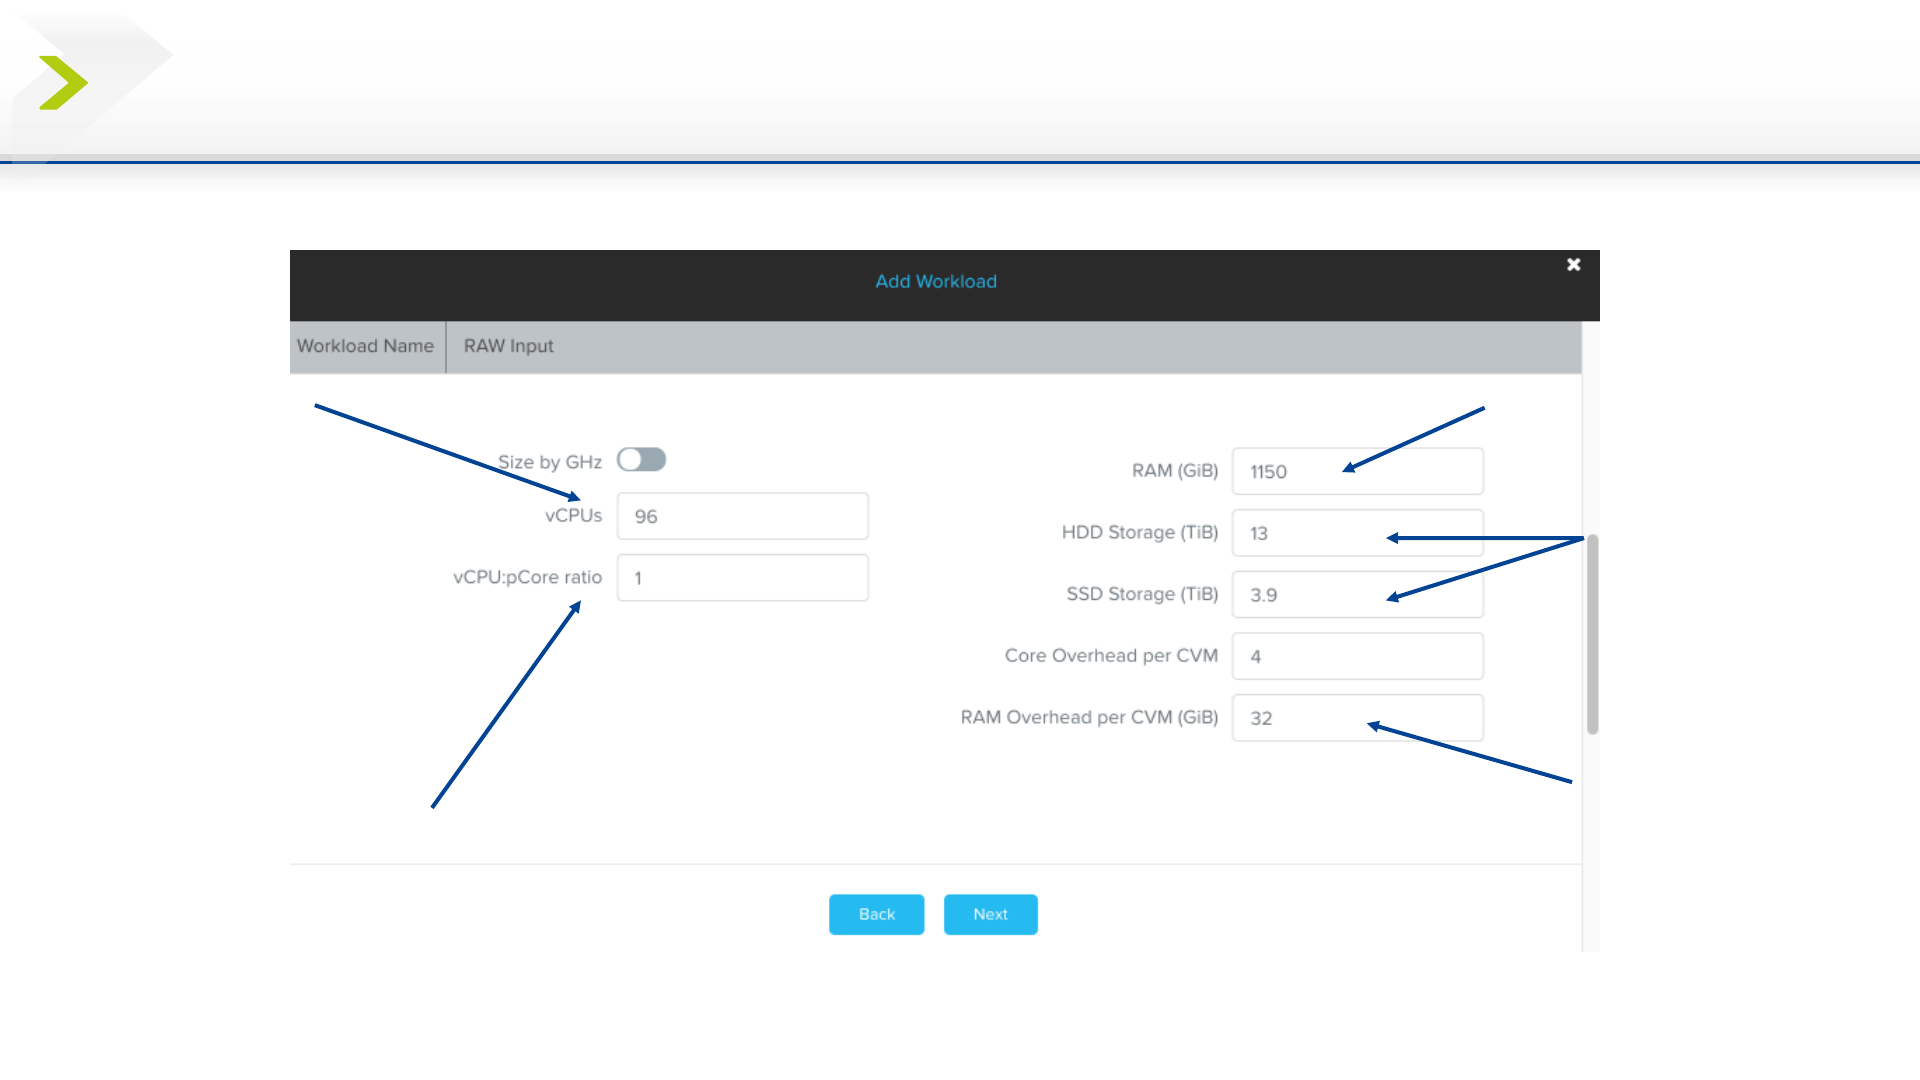 Add Workload
Workload Name
RAW Input
Size by GHz
vCPUs
96
vCPU:pCore ratio
1
RAM (GiB)
1150
HDD Storage (TiB)
13
SSD Storage (TiB)
3.9
Core Overhead per CVM
4
RAM Overhead per CVM (GiB)
32
Back
Next